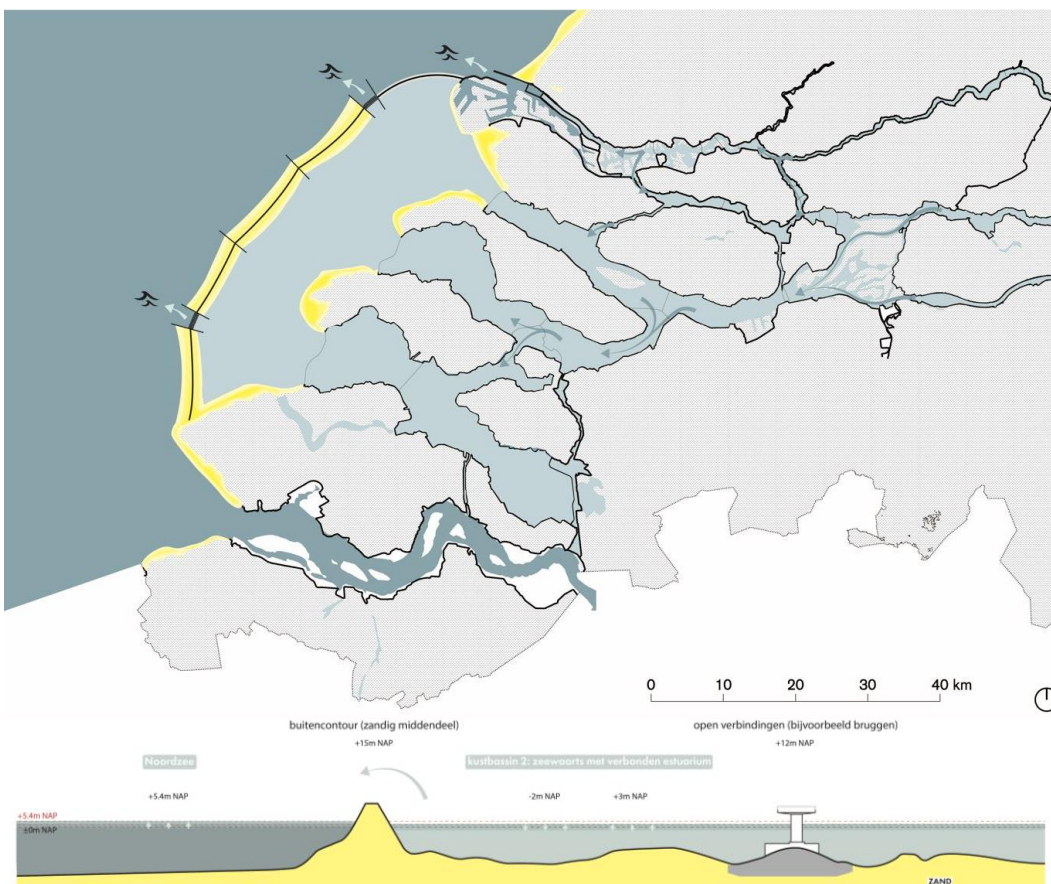 0 10 20 30 40 km
buitencontour (zandig middendeel)
open verbindingen (bijvoorbeeld bruggen)
+15m NAP
+12m NAP
Noordzee
kustbassin 2: zeewaarts met verbonden estuarium
+5.4m NAP
-2m NAP
+3m NAP
+5.4m NAP
±0m NAP
ZAND